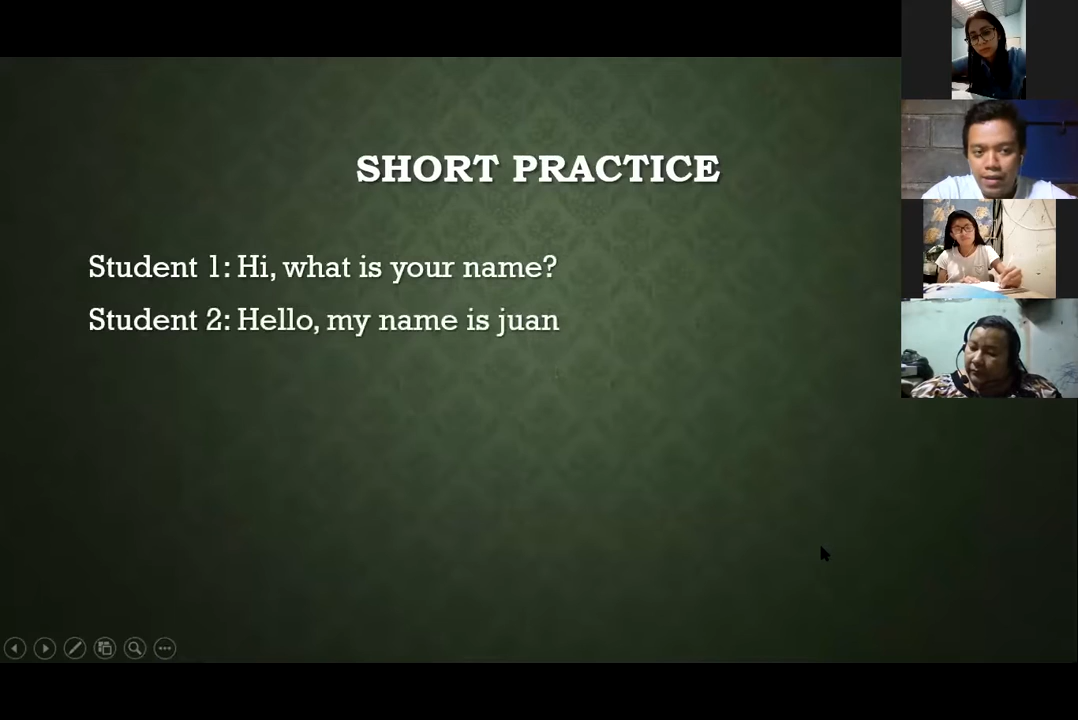 SHORT PRACTICE
Student 1: Hi, what is your name?
Student 2: Hello, my name is juan